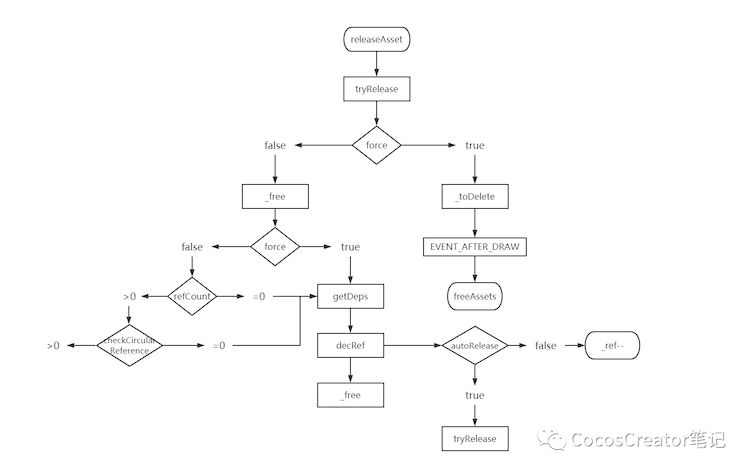 releaseAsset
tryRelease
false
force
true
_free
_toDelete
false
force
true
EVENT_AFTER_DRAW
>0
refCount
=0
getDeps
freeAssets
>0
checkCircular
Reference
=0
decRef
autoRelease
false
_ref--
_free
true
tryRelease
CocosCreator笔记